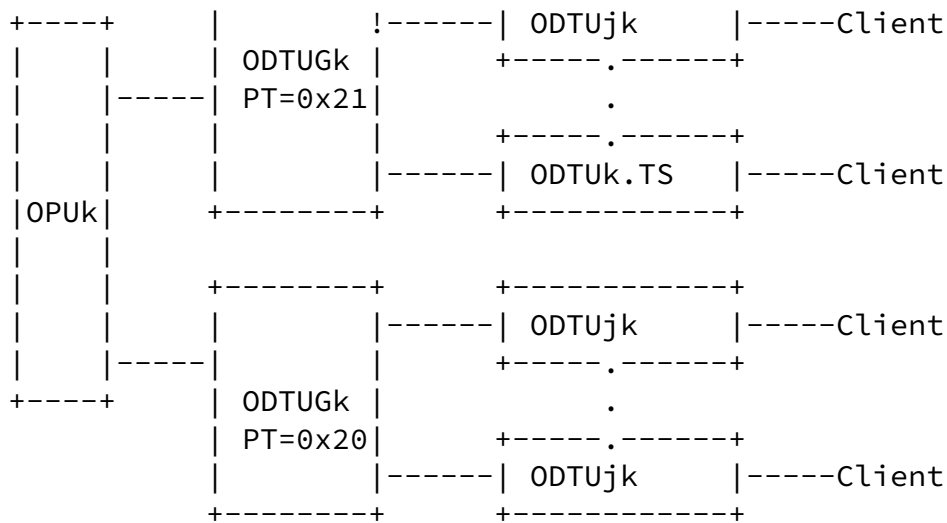 +----+      |        !------| ODTUjk     |-----Client
|    |      | ODTUGk |      +-----.------+
|    |-----| PT=0x21|            .
|    |      |        |      +-----.------+
|    |      |        |------| ODTUk.TS   |-----Client
|OPUk|     +--------+      +------------+
|    |
|    |     +--------+      +------------+
|    |     |        |------| ODTUjk     |-----Client
|    |-----|        |      +-----.------+
+----+     | ODTUGk |            .
           | PT=0x20|      +-----.------+
           |        |------| ODTUjk     |-----Client
           +--------+      +------------+